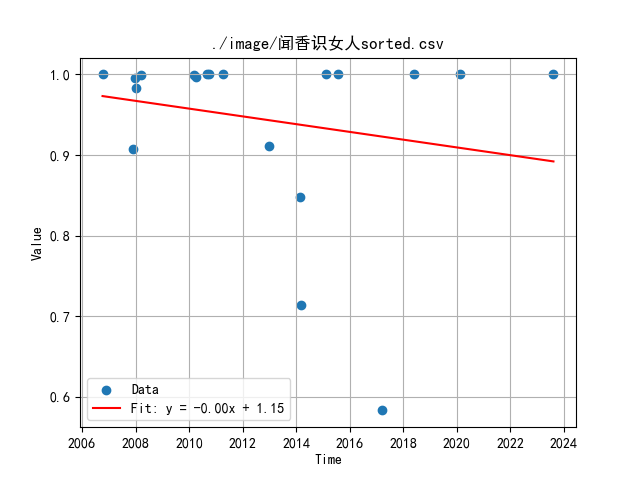 ./image/闻香识女人sorted.csv
1.0
0.9
0.8
0.7
0.6
Value
Data
Fit: y = -0.00x + 1.15
2006 2008 2010 2012 2014 2016 2018 2020 2022 2024
Time